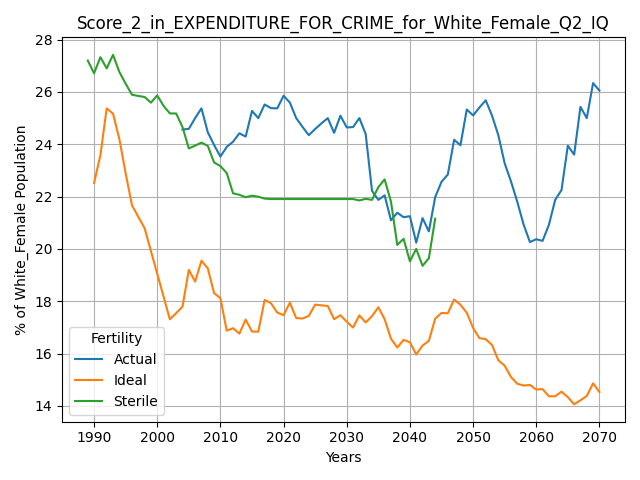 Score_2_in_EXPENDITURE_FOR_CRIME_for_White_Female_Q2_IQ
28
26
24
22
20
18
16
14
% of White_Female Population
Fertility
Actual
Ideal
Sterile
1990 2000 2010 2020 2030 2040 2050 2060 2070
Years